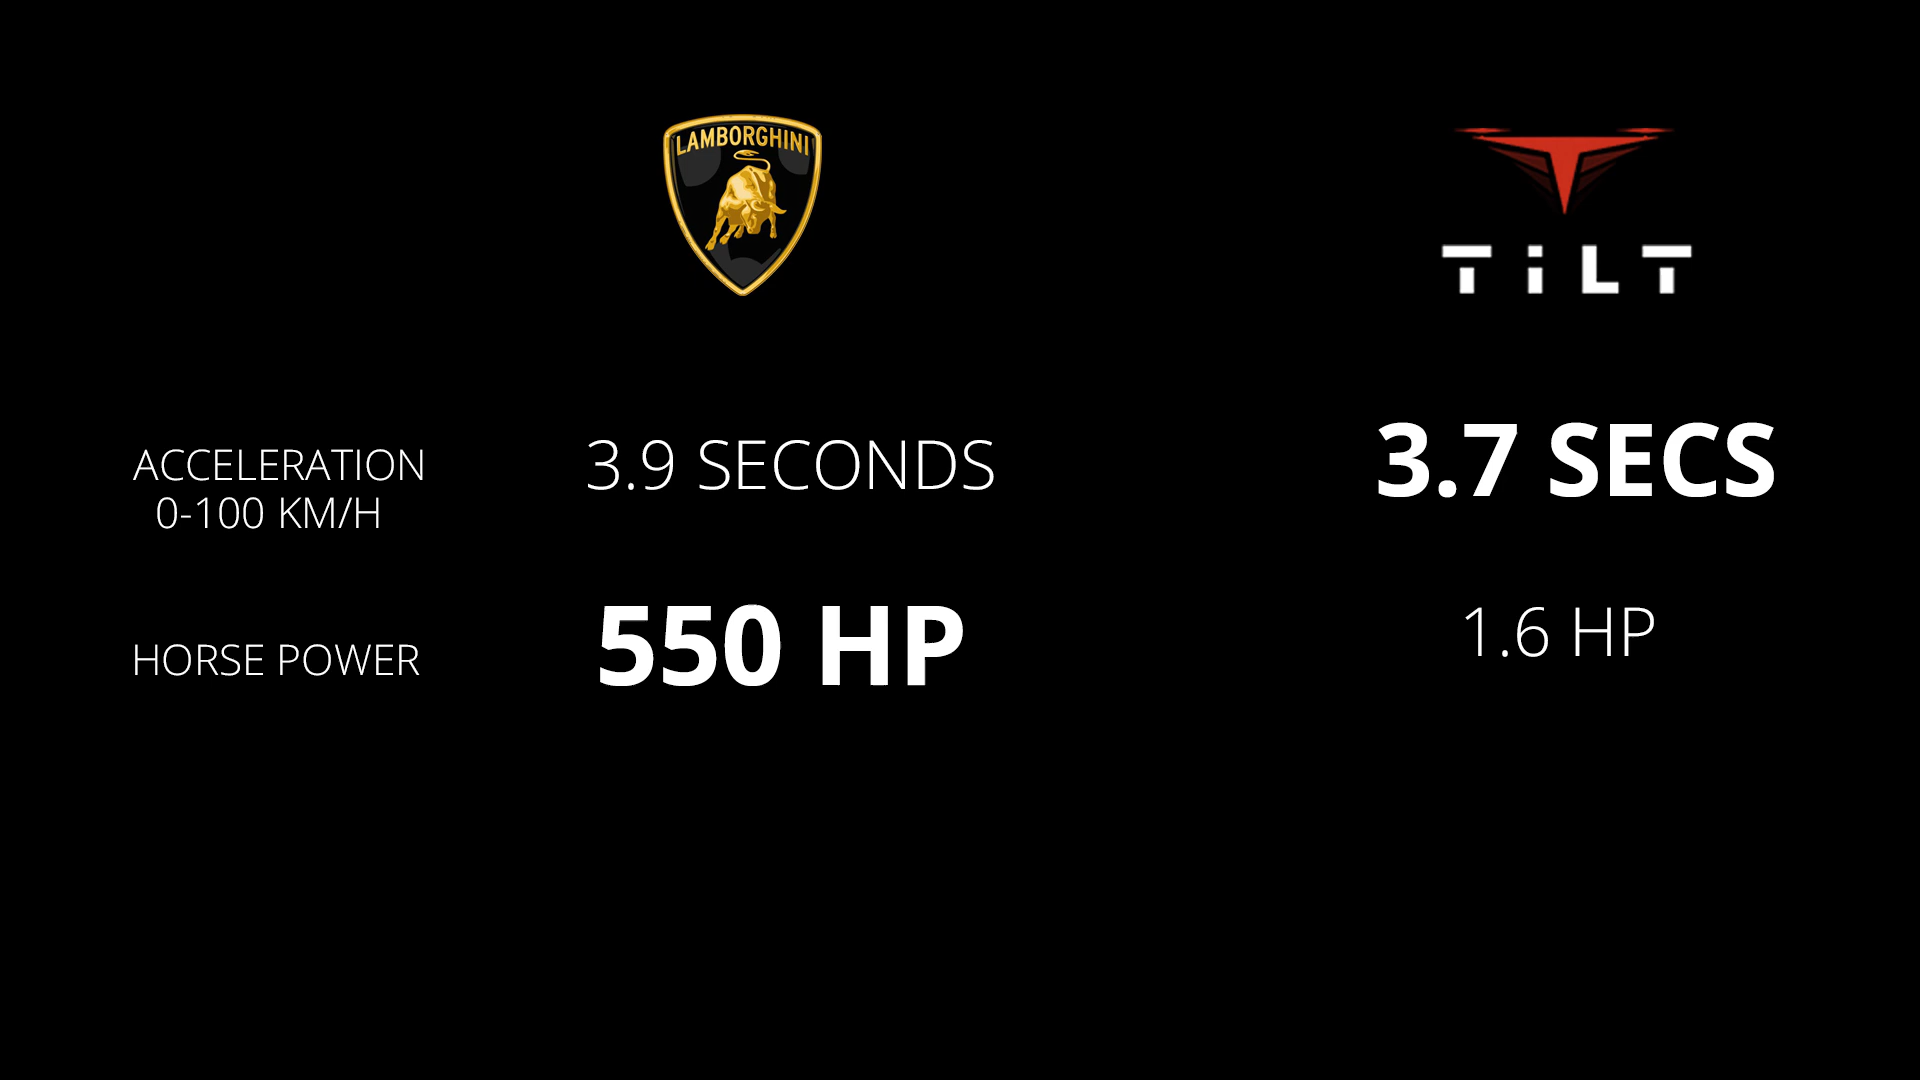 LAMBORGHINI
TiLT
ACCELERATION
0-100 KM/H
3.9 SECONDS
3.7 SECS
HORSE POWER
550 HP
1.6 HP